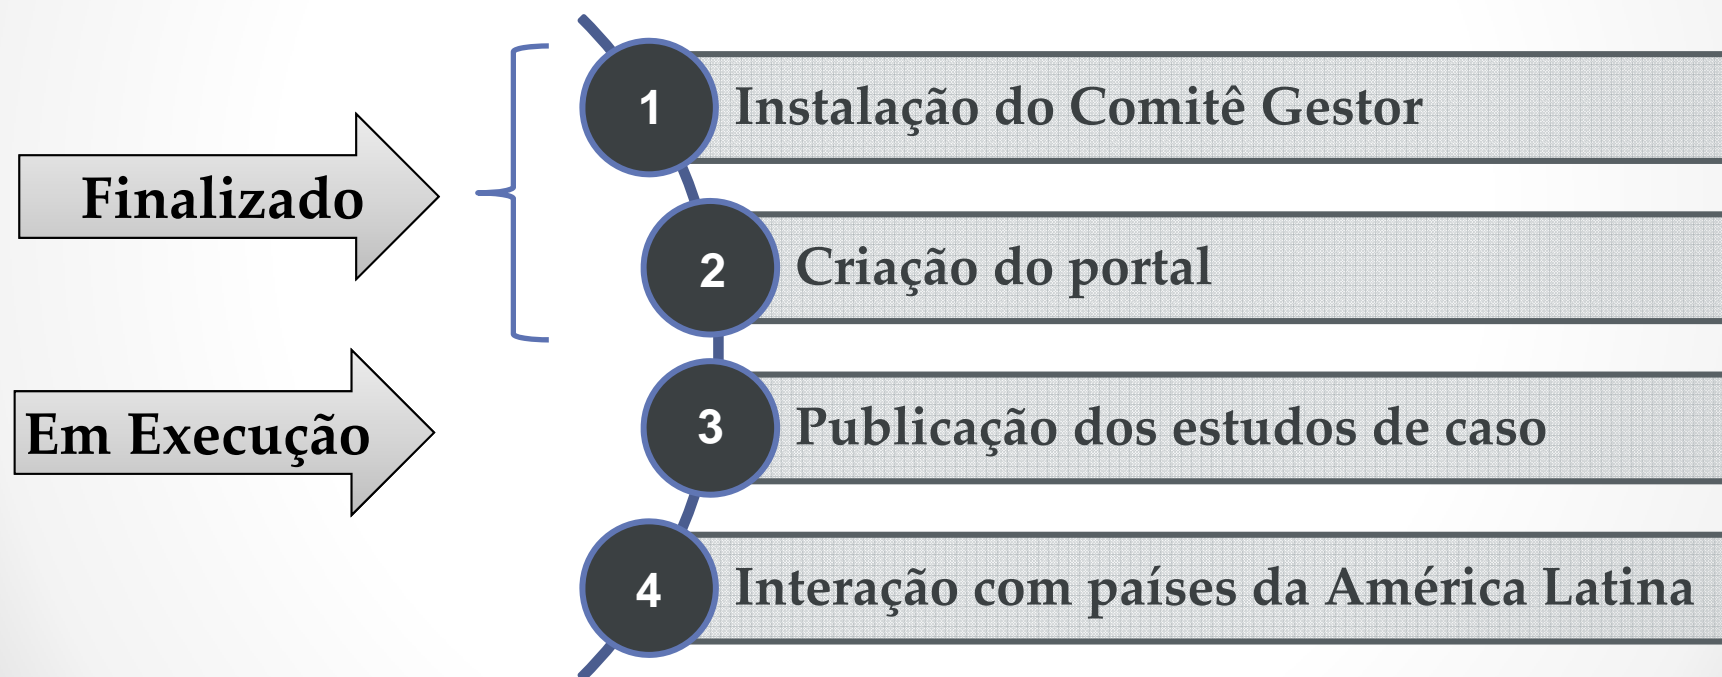 Finalizado
1
Instalação do Comitê Gestor
2
Criação do portal
Em Execução
3
Publicação dos estudos de caso
4
Interação com países da América Latina